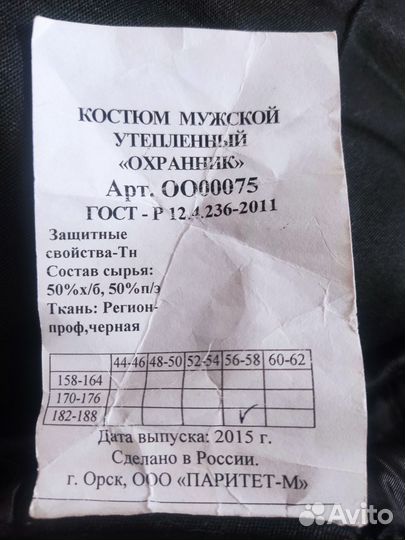 КОСТЮМ МУЖСКОЙ
УТЕПЛЕННЫЙ
«ОХРАННИК»
Арт. ОО00075
ГОСТ - Р 12.4.236-2011
Защитные
свойства-Тн
Состав сырья:
50%х/б, 50%п/э
Ткань: Регион-
проф,черная
44-46 48-50 52-54 56-58 60-62
158-164
170-176
182-188 ✓
Дата выпуска: 2015 г.
Сделано в России.
г. Орск, ООО «ПАРИТЕТ-М»
Avito